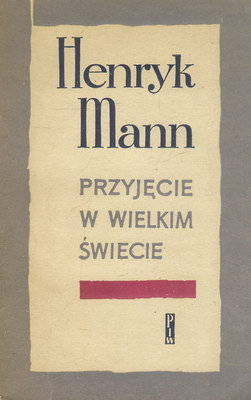 Henryk
Mann
PRZYJĘCIE
W WIELKIM
ŚWIECIE
PIW